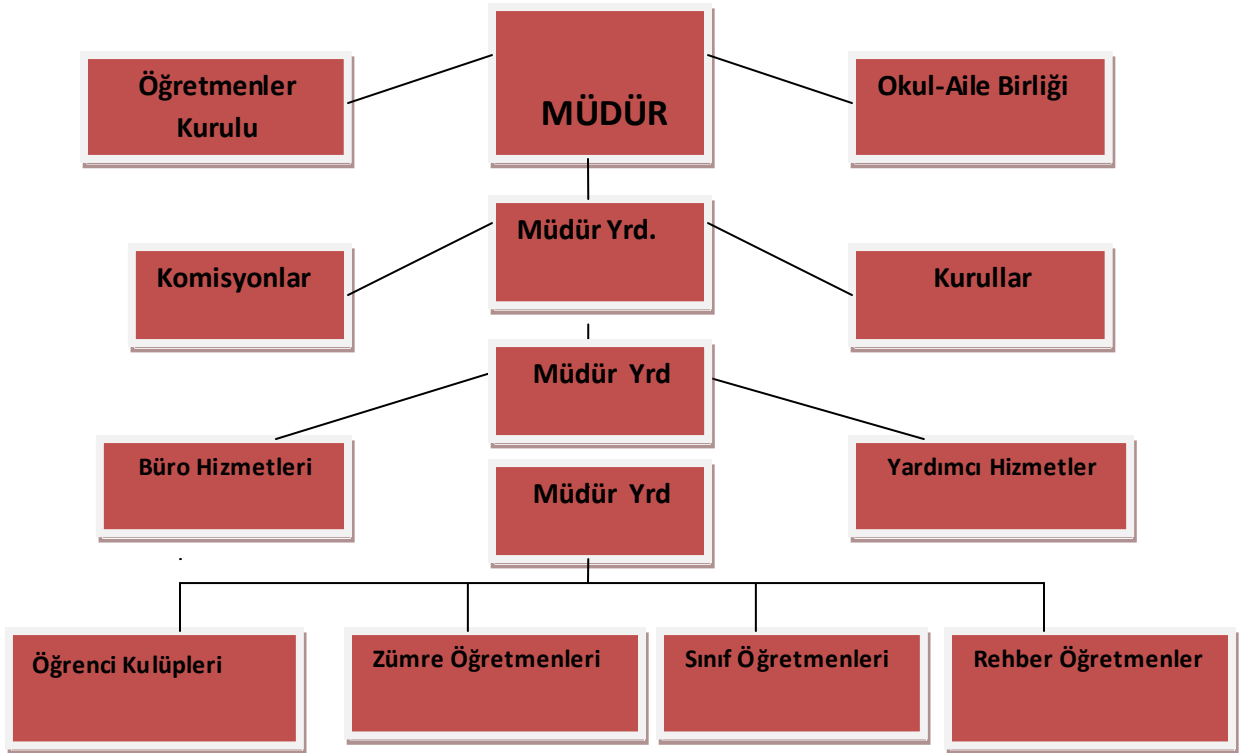 Öğretmenler
Kurulu
MÜDÜR
Okul-Aile Birliği
Komisyonlar
Müdür Yrd.
Kurullar
Müdür Yrd
Büro Hizmetleri
Yardımcı Hizmetler
Müdür Yrd
Öğrenci Kulüpleri
Zümre Öğretmenleri
Sınıf Öğretmenleri
Rehber Öğretmenler